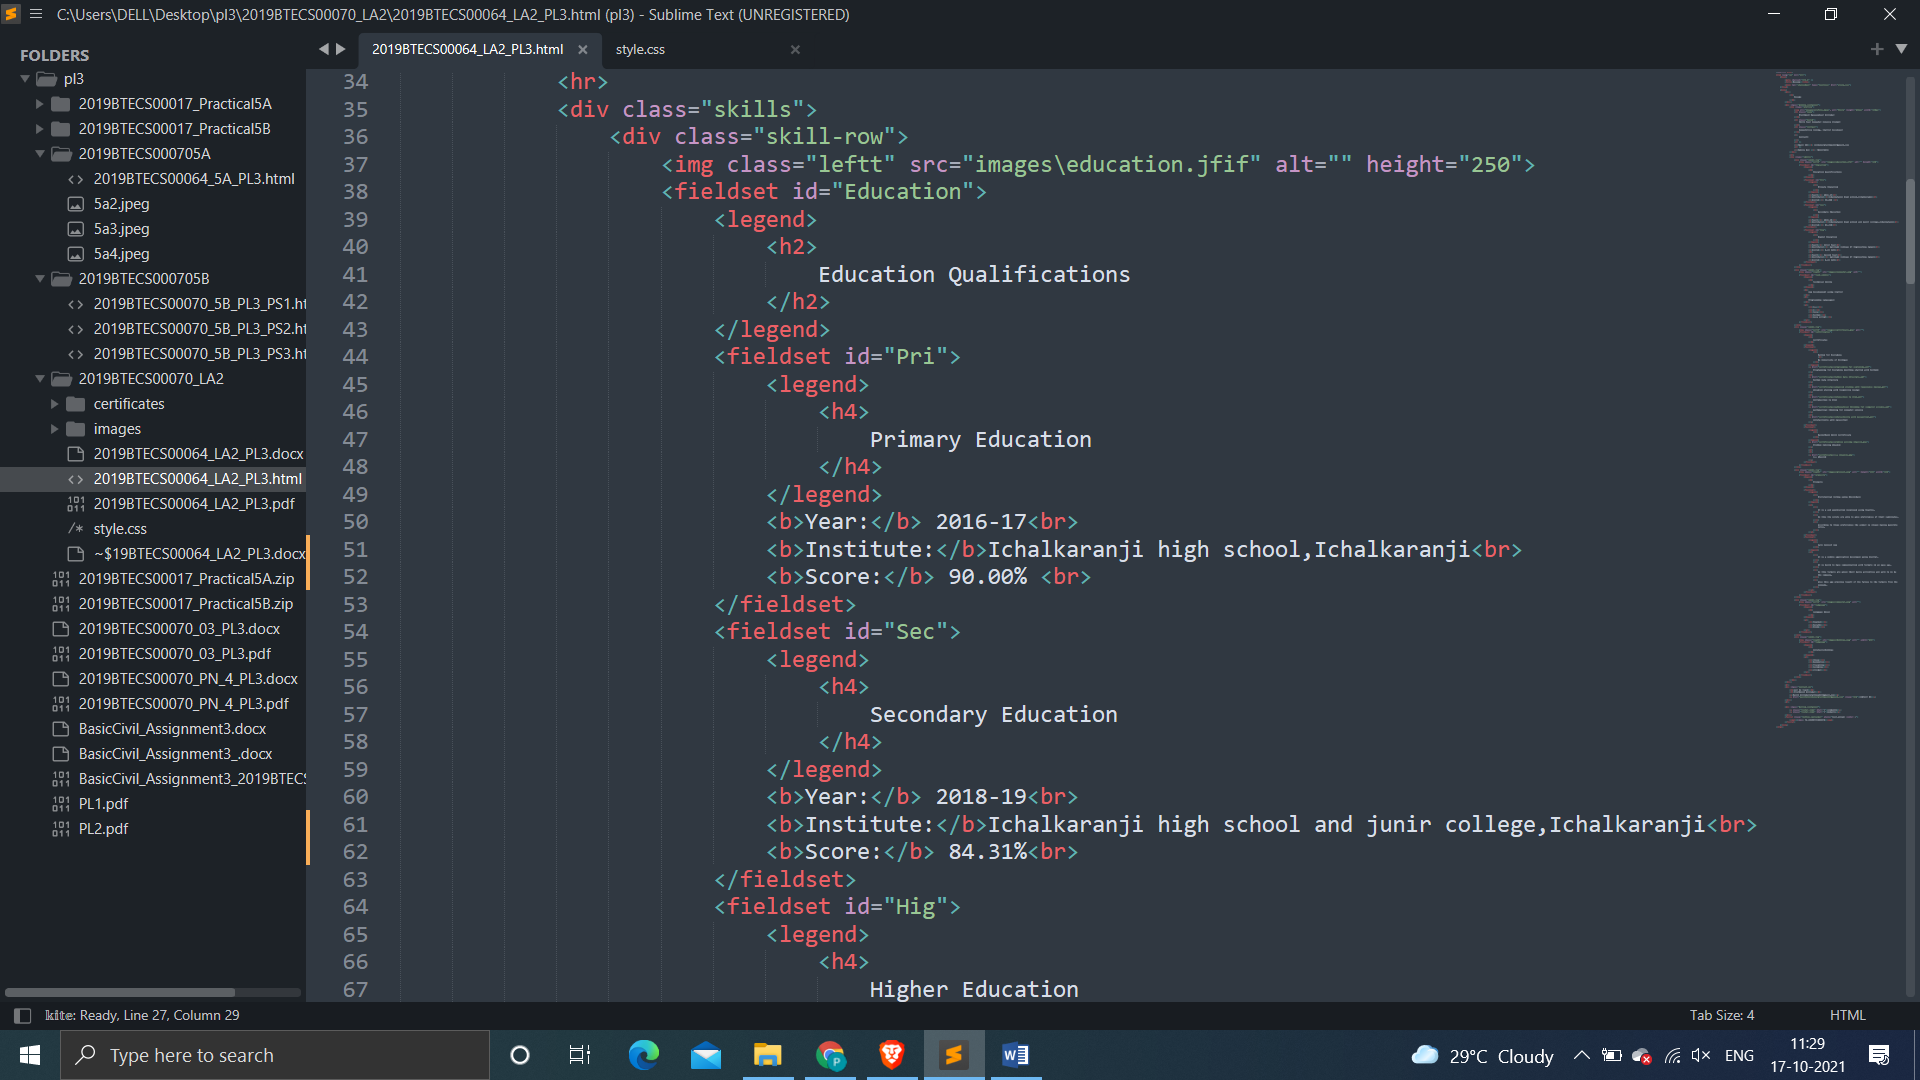 C:\Users\DELL\Desktop\pl3\2019BTECS00070_LA2\2019BTECS00064_LA2_PL3.html (pl3) - Sublime Text (UNREGISTERED)
FOLDERS
pl3
2019BTECS00017_Practical5A
2019BTECS00017_Practical5B
2019BTECS000705A
2019BTECS00064_5A_PL3.html
5a2.jpeg
5a3.jpeg
5a4.jpeg
2019BTECS000705B
2019BTECS00070_5B_PL3_PS1.ht
2019BTECS00070_5B_PL3_PS2.ht
2019BTECS00070_5B_PL3_PS3.ht
2019BTECS00070_LA2
certificates
images
2019BTECS00064_LA2_PL3.docx
2019BTECS00064_LA2_PL3.html
2019BTECS00064_LA2_PL3.pdf
style.css
~$19BTECS00064_LA2_PL3.docx
2019BTECS00017_Practical5A.zip
2019BTECS00017_Practical5B.zip
2019BTECS00070_03_PL3.docx
2019BTECS00070_03_PL3.pdf
2019BTECS00070_PN_4_PL3.docx
2019BTECS00070_PN_4_PL3.pdf
BasicCivil_Assignment3.docx
BasicCivil_Assignment3_.docx
BasicCivil_Assignment3_2019BTECS
PL1.pdf
PL2.pdf
2019BTECS00064_LA2_PL3.html
style.css
34 <hr>
35 <div class="skills">
36 <div class="skill-row">
37 <img class="leftt" src="images\education.jfif" alt="" height="250">
38 <fieldset id="Education">
39 <legend>
40 <h2>
41 Education Qualifications
42 </h2>
43 </legend>
44 <fieldset id="Pri">
45 <legend>
46 <h4>
47 Primary Education
48 </h4>
49 </legend>
50 <b>Year:</b> 2016-17<br>
51 <b>Institute:</b>Ichalkaranji high school,Ichalkaranji<br>
52 <b>Score:</b> 90.00% <br>
53 </fieldset>
54 <fieldset id="Sec">
55 <legend>
56 <h4>
57 Secondary Education
58 </h4>
59 </legend>
60 <b>Year:</b> 2018-19<br>
61 <b>Institute:</b>Ichalkaranji high school and junir college,Ichalkaranji<br>
62 <b>Score:</b> 84.31%<br>
63 </fieldset>
64 <fieldset id="Hig">
65 <legend>
66 <h4>
67 Higher Education
kite: Ready, Line 27, Column 29
Tab Size: 4
HTML
Type here to search
29°C Cloudy
ENG
11:29
17-10-2021